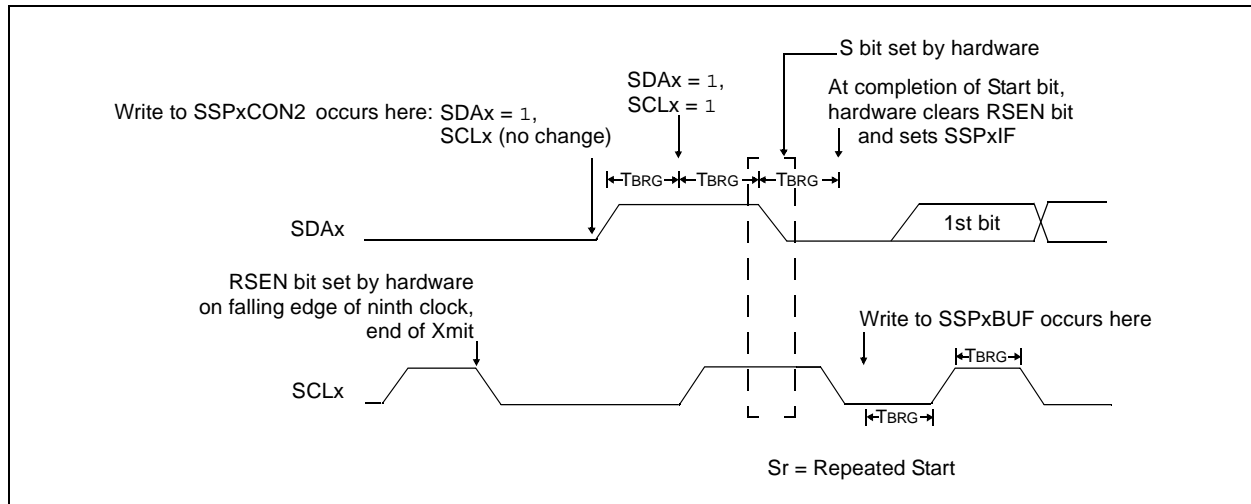 S bit set by hardware
SDAx = 1,
SCLx = 1
At completion of Start bit,
hardware clears RSEN bit
and sets SSPxIF
Write to SSPxCON2 occurs here: SDAx = 1,
SCLx (no change)
TBRG TBRG TBRG
SDAx
1st bit
RSEN bit set by hardware
on falling edge of ninth clock,
end of Xmit
Write to SSPxBUF occurs here
TBRG
SCLx
TBRG
Sr = Repeated Start